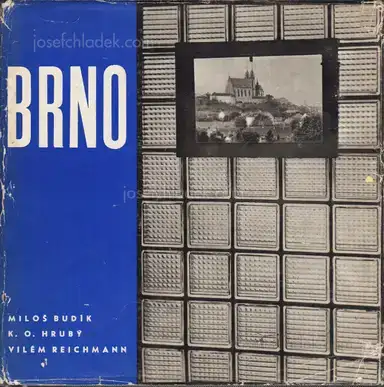 josefchladek.com
BRNO
josefchladek.com
MILOŠ BUDÍK
K. O. HRUBÝ
VILÉM REICHMANN